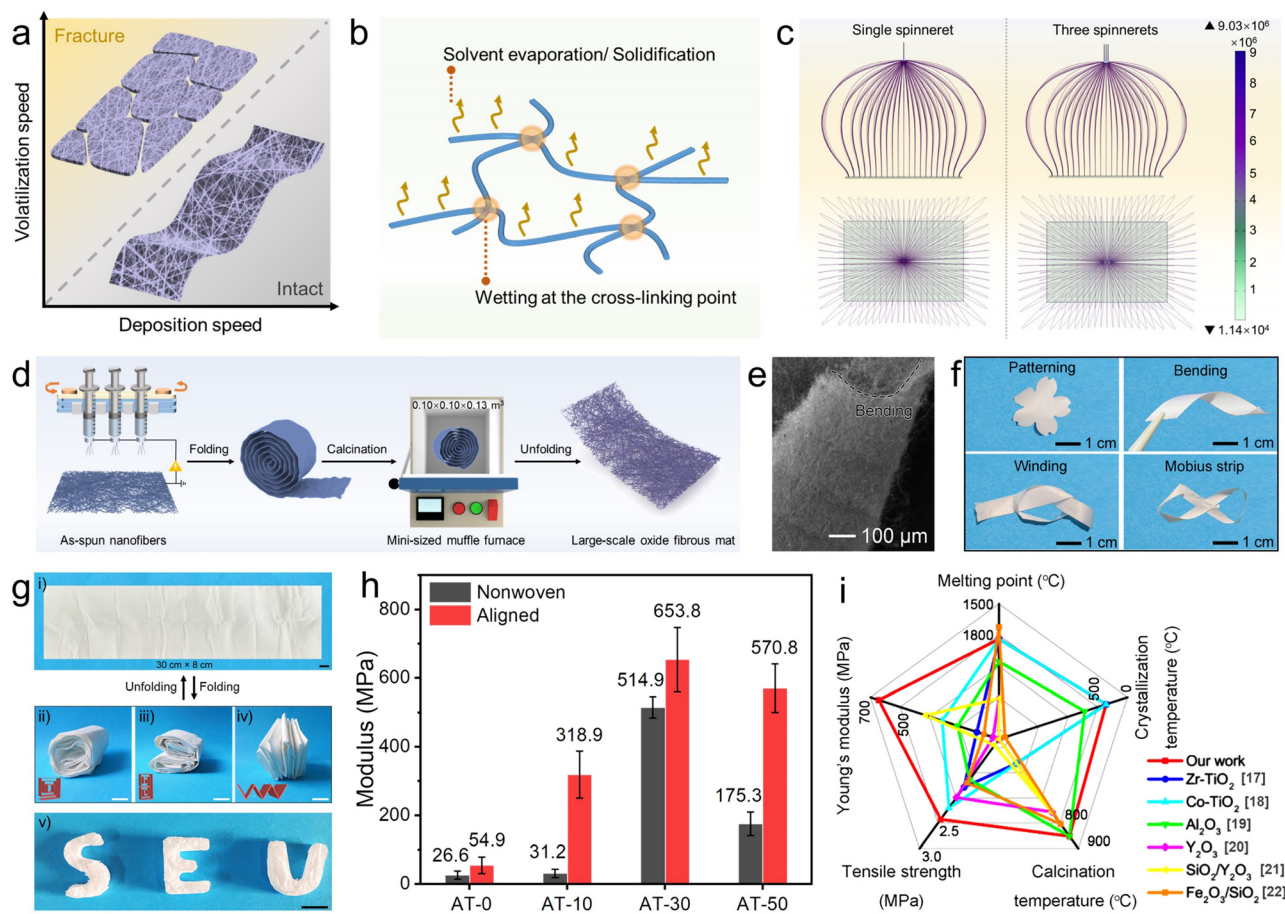 a
Fracture
Volatilization speed
Deposition speed
Intact
b
Solvent evaporation/ Solidification
Wetting at the cross-linking point
c
Single spinneret
Three spinnerets
▲ 9.03×10⁶
×10⁶
9
8
7
6
5
4
3
2
1
▼ 1.14×10⁴
d
As-spun nanofibers
Folding
Calcination
0.10×0.10×0.13 m³
Mini-sized muffle furnace
Unfolding
Large-scale oxide fibrous mat
e
Bending
100 µm
f
Patterning
1 cm
Bending
1 cm
Winding
1 cm
Mobius strip
1 cm
g
i)
30 cm × 8 cm
Unfolding
Folding
ii)
iii)
iv)
v)
S E U
h
Nonwoven
Aligned
Modulus (MPa)
800
600
400
200
0
26.6
54.9
31.2
318.9
514.9
653.8
175.3
570.8
AT-0
AT-10
AT-30
AT-50
i
Melting point (°C)
1500
1800
Crystallization
temperature (°C)
500
0
Young's modulus (MPa)
700
500
2.5
3.0
Tensile strength
(MPa)
800
900
Calcination
temperature (°C)
Our work
Zr-TiO₂ [17]
Co-TiO₂ [18]
Al₂O₃ [19]
Y₂O₃ [20]
SiO₂/Y₂O₃ [21]
Fe₂O₃/SiO₂ [22]